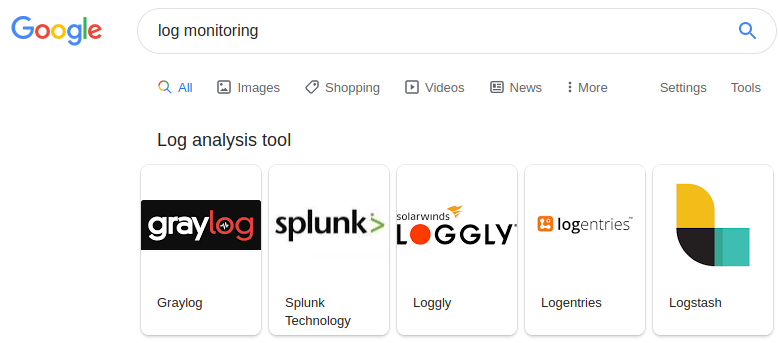 Google
log monitoring
All Images Shopping Videos News More Settings Tools
Log analysis tool
graylog
splunk>
solarwinds
LOGGLY
logentries™
Graylog
Splunk
Technology
Loggly
Logentries
Logstash